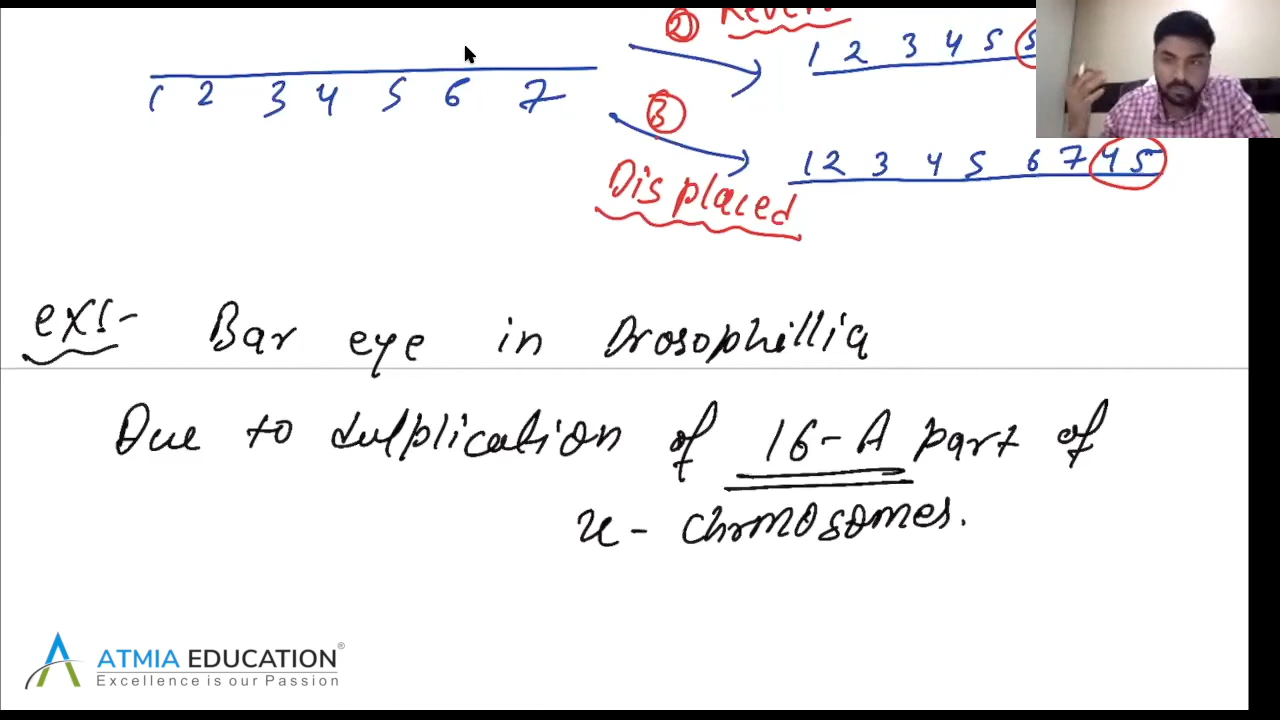 ②
1 2 3 4 5
1 2 3 4 5 6 7
③
1 2 3 4 5 6 7 4 5
Displaced
ex:-
Bar eye in Drosophillia
Due to dulplication of 16-A part of
x- chrmosomes.
ATMIA EDUCATION®
Excellence is our Passion